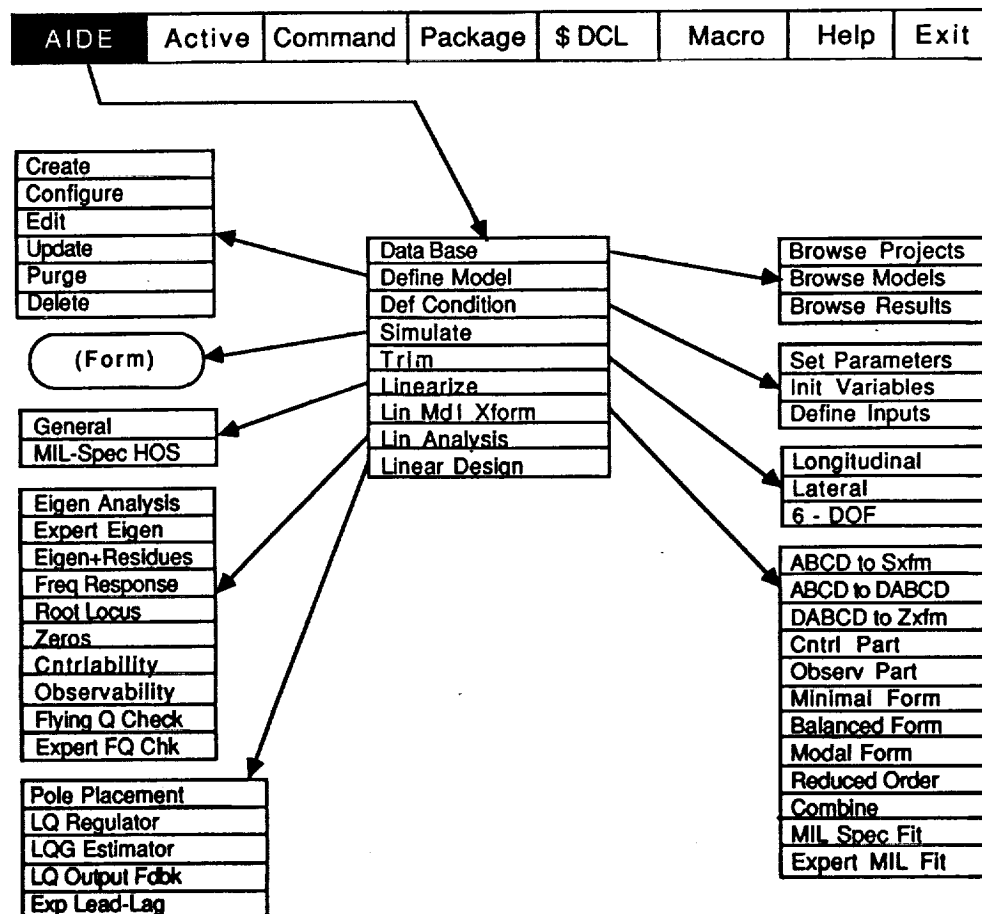 AIDE Active Command Package $ DCL Macro Help Exit
Create
Configure
Edit
Update
Purge
Delete
(Form)
General
MIL-Spec HOS
Eigen Analysis
Expert Eigen
Eigen+Residues
Freq Response
Root Locus
Zeros
Cntrlability
Observability
Flying Q Check
Expert FQ Chk
Pole Placement
LQ Regulator
LQG Estimator
LQ Output Fdbk
Exp Lead-Lag
Data Base
Define Model
Def Condition
Simulate
Trim
Linearize
Lin Mdl Xform
Lin Analysis
Linear Design
Browse Projects
Browse Models
Browse Results
Set Parameters
Init Variables
Define Inputs
Longitudinal
Lateral
6 - DOF
ABCD to Sxfm
ABCD to DABCD
DABCD to Zxfm
Cntrl Part
Observ Part
Minimal Form
Balanced Form
Modal Form
Reduced Order
Combine
MIL Spec Fit
Expert MIL Fit